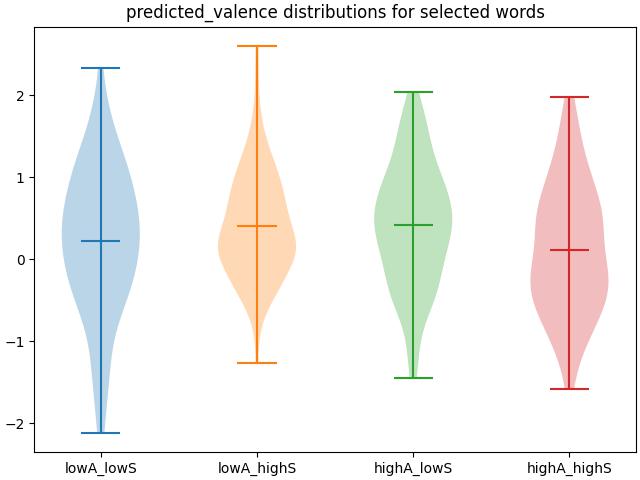 predicted_valence distributions for selected words
2
1
0
−1
−2
lowA_lowS
lowA_highS
highA_lowS
highA_highS